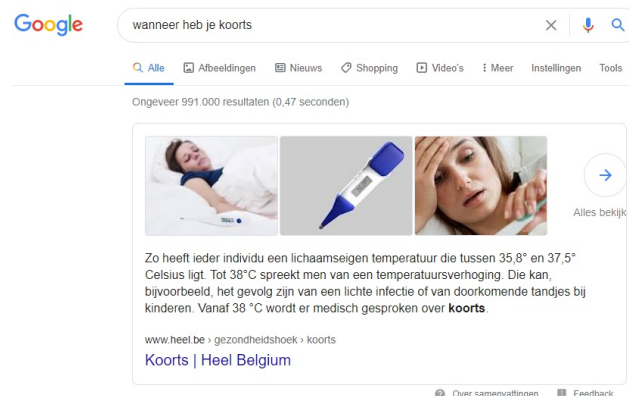 Google
wanneer heb je koorts
Alle Afbeeldingen Nieuws Shopping Video's Meer Instellingen Tools
Ongeveer 991.000 resultaten (0,47 seconden)
Alles bekijk
Zo heeft ieder individu een lichaamseigen temperatuur die tussen 35,8° en 37,5°
Celsius ligt. Tot 38°C spreekt men van een temperatuursverhoging. Die kan,
bijvoorbeeld, het gevolg zijn van een lichte infectie of van doorkomende tandjes bij
kinderen. Vanaf 38 °C wordt er medisch gesproken over koorts.
www.heel.be › gezondheidshoek › koorts
Koorts | Heel Belgium
Over samenvattingen Feedback